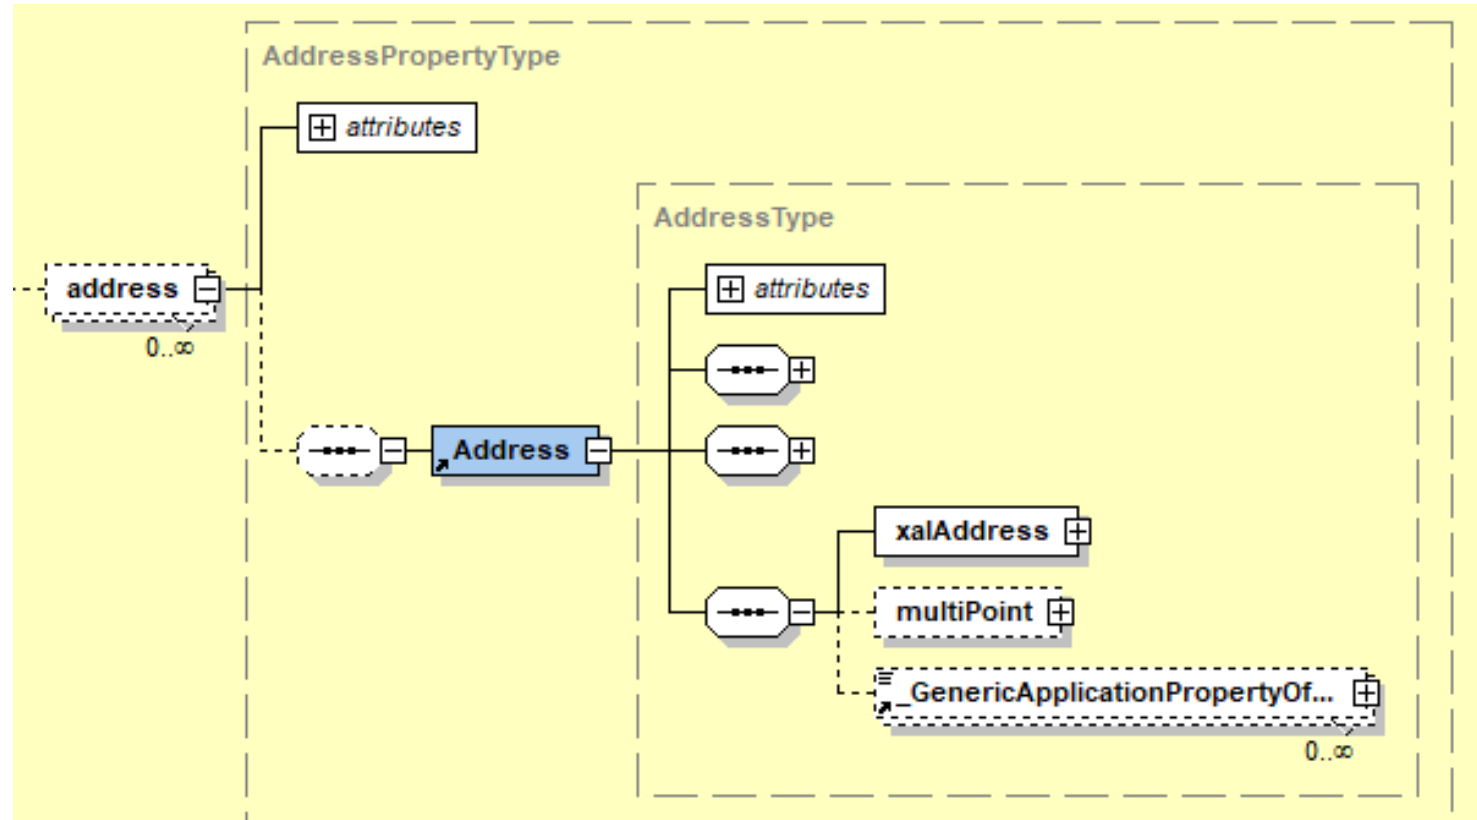 AddressPropertyType
attributes
AddressType
address
attributes
0..∞
Address
xalAddress
multiPoint
_GenericApplicationPropertyOf...
0..∞